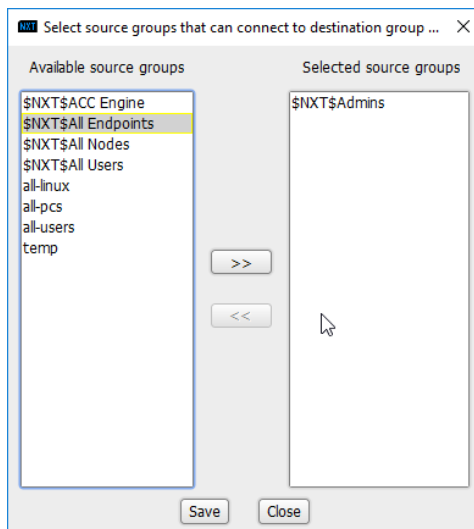 NXT Select source groups that can connect to destination group ...
Available source groups
Selected source groups
$NXT$ACC Engine
$NXT$All Endpoints
$NXT$All Nodes
$NXT$All Users
all-linux
all-pcs
all-users
temp
$NXT$Admins
>>
<<
Save
Close